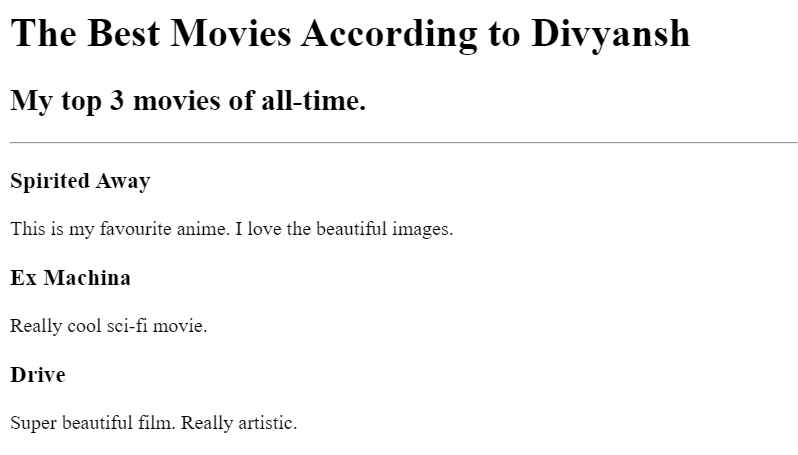 The Best Movies According to Divyansh
My top 3 movies of all-time.
Spirited Away
This is my favourite anime. I love the beautiful images.
Ex Machina
Really cool sci-fi movie.
Drive
Super beautiful film. Really artistic.